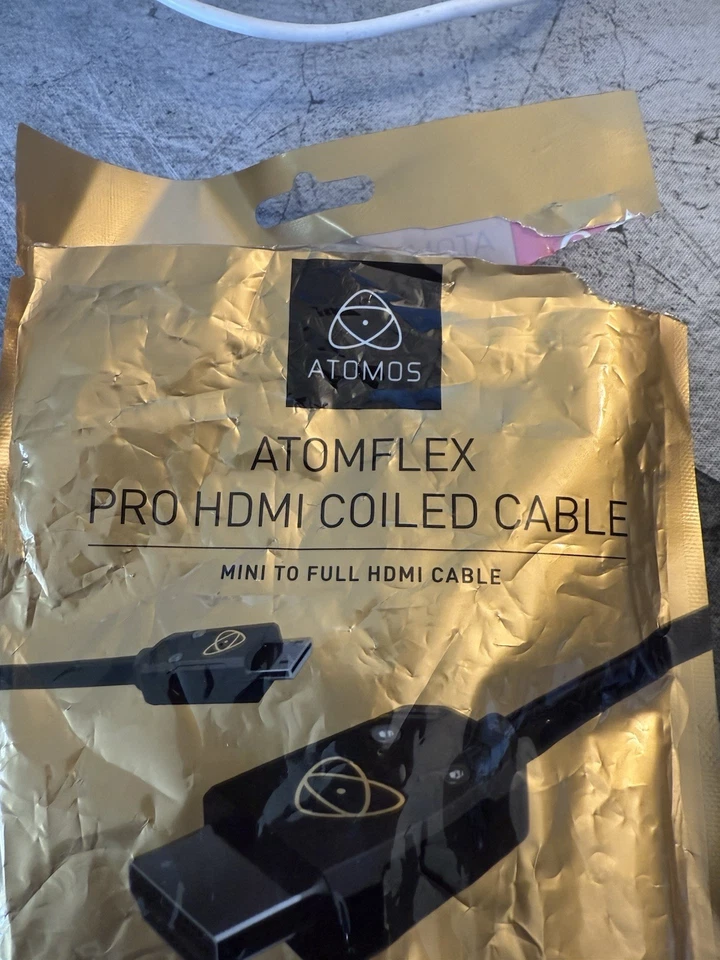 ATOMOS
ATOMFLEX
PRO HDMI COILED CABLE
MINI TO FULL HDMI CABLE